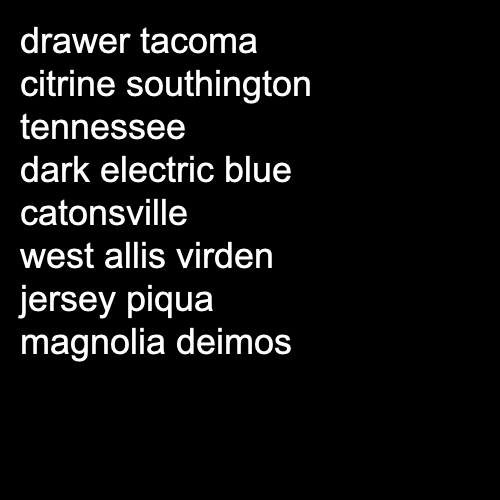 drawer tacoma
citrine southington
tennessee
dark electric blue
catonsville
west allis virden
jersey piqua
magnolia deimos